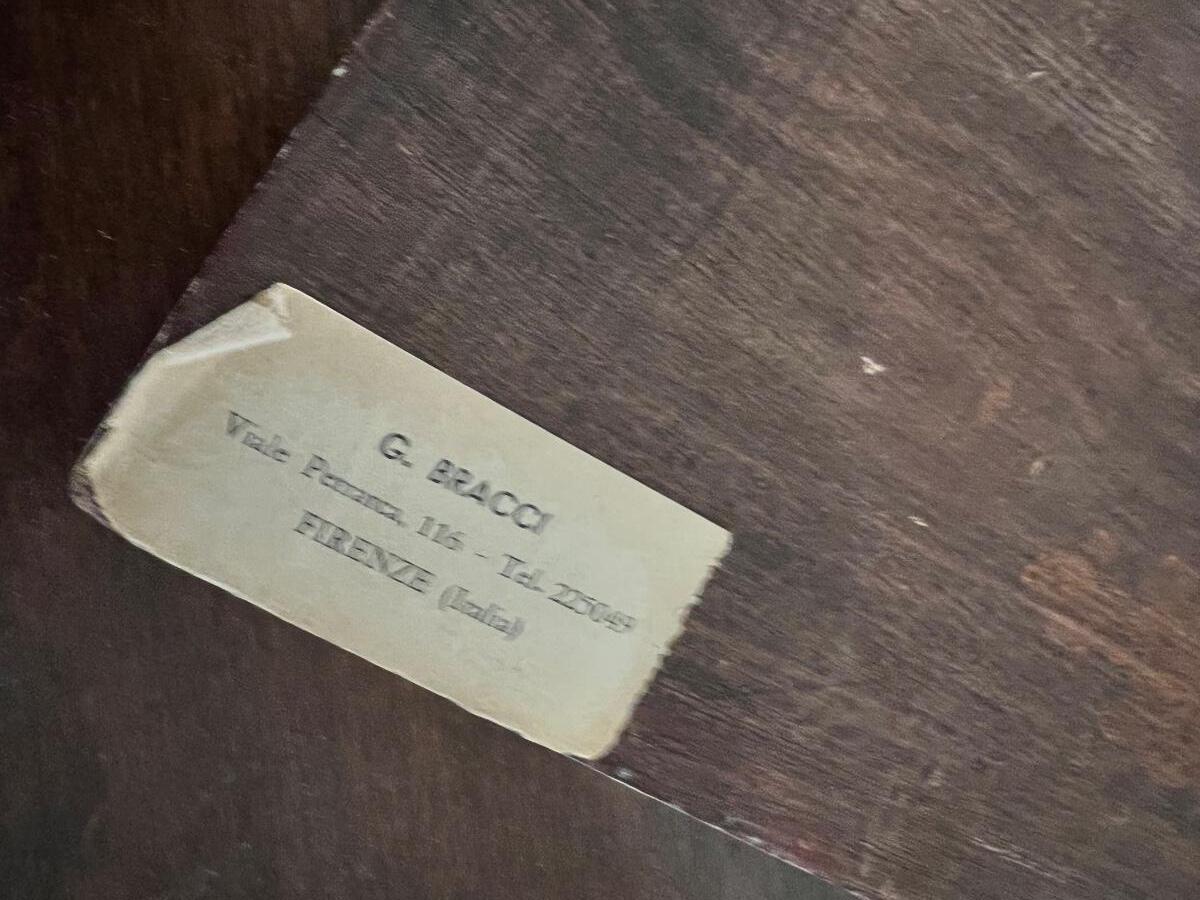 G. BRACCI
Viale Petrarca, 116 - Tel. 225049
FIRENZE (Italia)